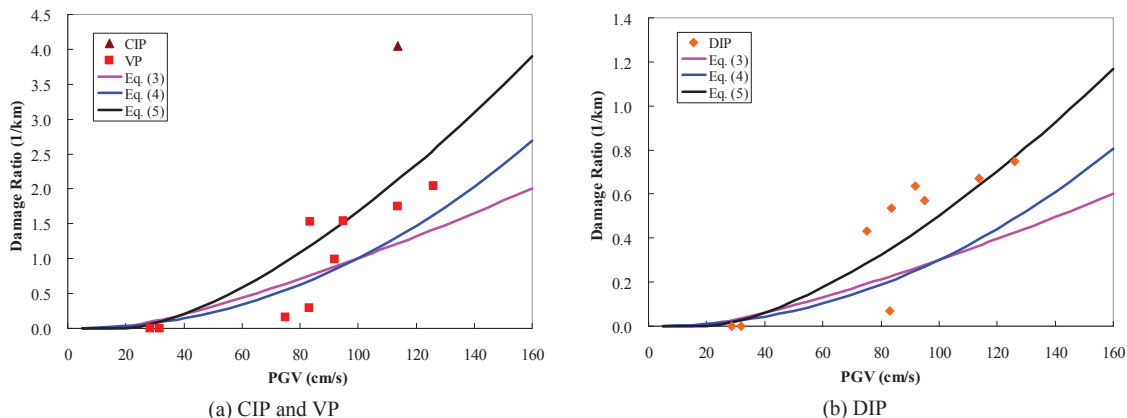 4.5
4.0
3.5
3.0
2.5
2.0
1.5
1.0
0.5
0.0
Damage Ratio (1/km)
CIP
VP
Eq. (3)
Eq. (4)
Eq. (5)
0 20 40 60 80 100 120 140 160
PGV (cm/s)
(a) CIP and VP
1.4
1.2
1.0
0.8
0.6
0.4
0.2
0.0
Damage Ratio (1/km)
DIP
Eq. (3)
Eq. (4)
Eq. (5)
0 20 40 60 80 100 120 140 160
PGV (cm/s)
(b) DIP